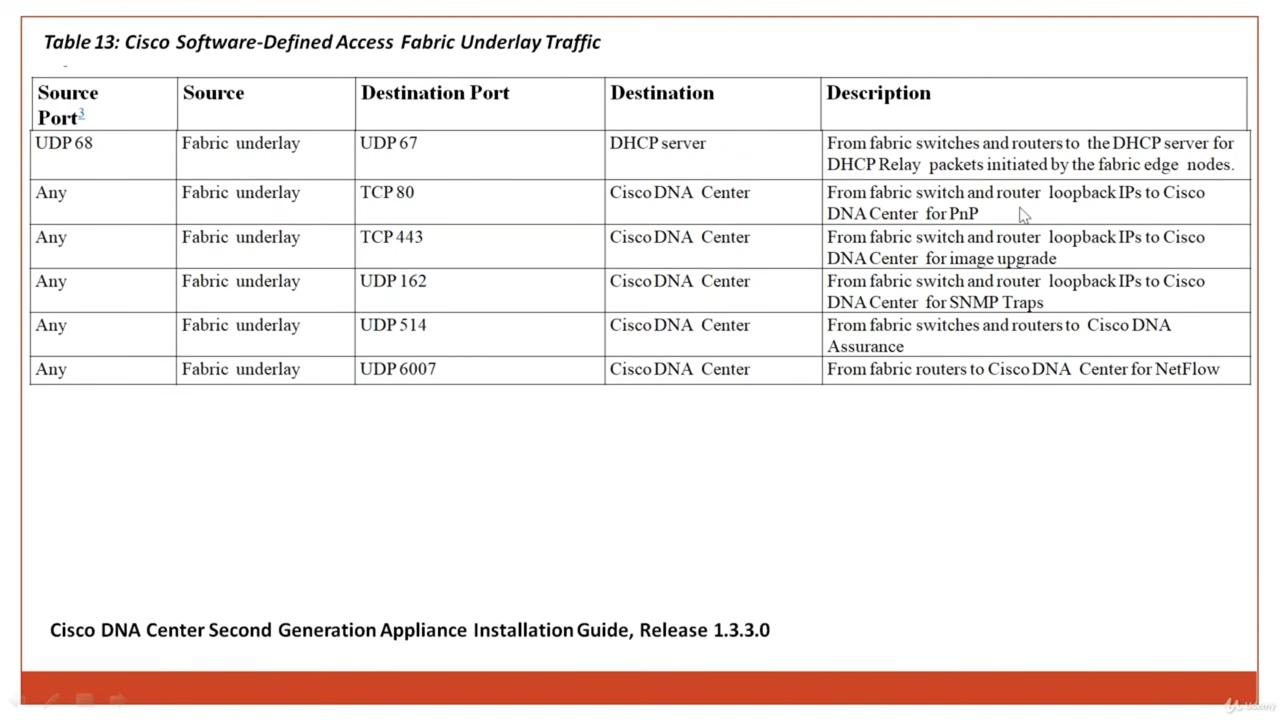 Table 13: Cisco Software-Defined Access Fabric Underlay Traffic
Source Port3 Source Destination Port Destination Description
UDP 68 Fabric underlay UDP 67 DHCP server From fabric switches and routers to the DHCP server for
DHCP Relay packets initiated by the fabric edge nodes.
Any Fabric underlay TCP 80 Cisco DNA Center From fabric switch and router loopback IPs to Cisco
DNA Center for PnP
Any Fabric underlay TCP 443 Cisco DNA Center From fabric switch and router loopback IPs to Cisco
DNA Center for image upgrade
Any Fabric underlay UDP 162 Cisco DNA Center From fabric switch and router loopback IPs to Cisco
DNA Center for SNMP Traps
Any Fabric underlay UDP 514 Cisco DNA Center From fabric switches and routers to Cisco DNA
Assurance
Any Fabric underlay UDP 6007 Cisco DNA Center From fabric routers to Cisco DNA Center for NetFlow
Cisco DNA Center Second Generation Appliance Installation Guide, Release 1.3.3.0
Udemy